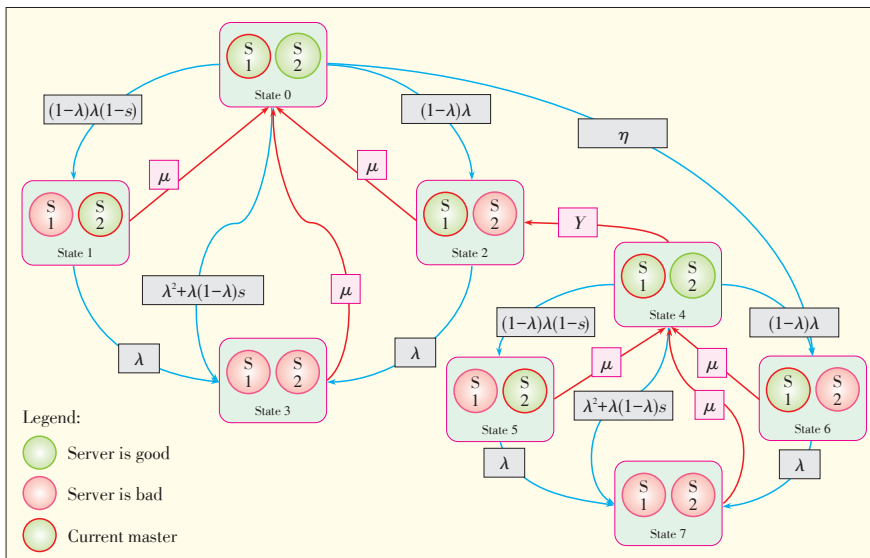 S
1
S
2
State 0
(1−λ)λ(1−s)
(1−λ)λ
η
μ
μ
S
1
S
2
State 1
S
1
S
2
State 2
Y
λ²+λ(1−λ)s
μ
S
1
S
2
State 4
λ
λ
(1−λ)λ(1−s)
(1−λ)λ
S
1
S
2
State 3
μ
μ
S
1
S
2
State 5
λ²+λ(1−λ)s
μ
S
1
S
2
State 6
λ
λ
S
1
S
2
State 7
Legend:
Server is good
Server is bad
Current master